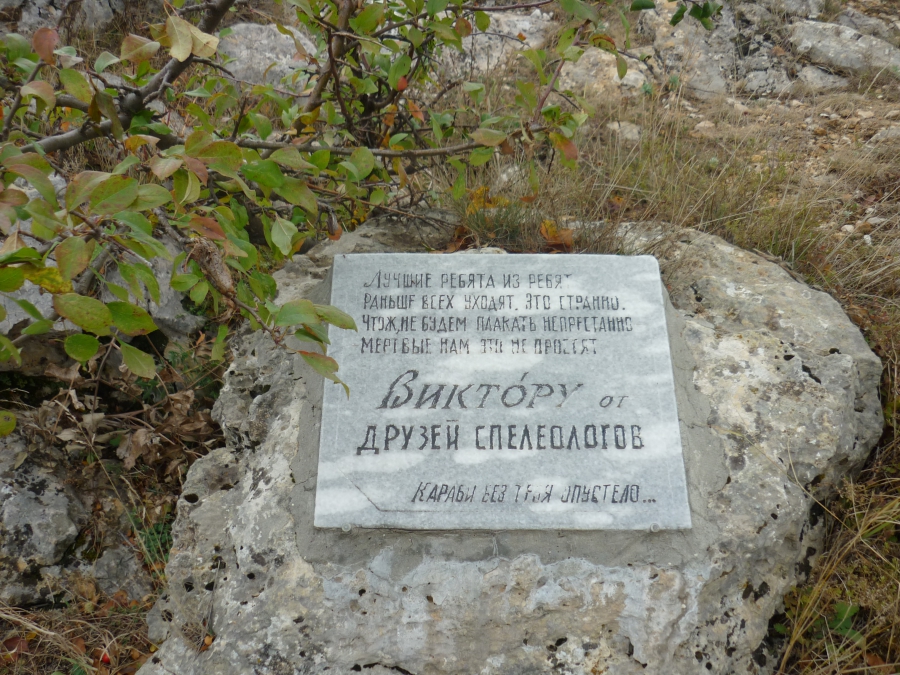 Лучшие ребята из ребят
раньше всех уходят. Это странно.
Чтож, не будем плакать непрестанно
мертвые нам это не простят
Виктору от
друзей спелеологов
Караби без тебя опустело...